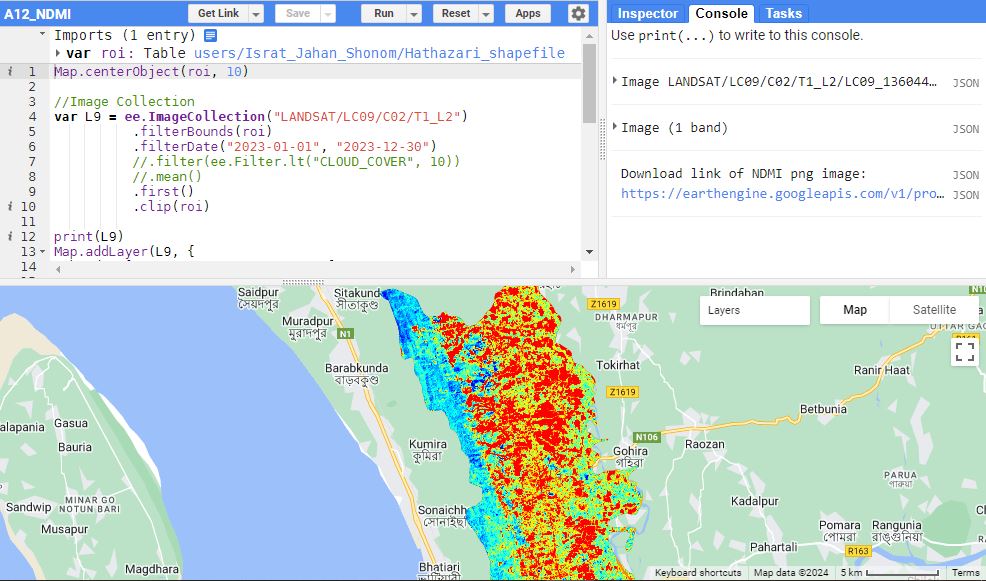 A12_NDMI
Get Link
Save
Run
Reset
Apps
Inspector
Console
Tasks
Imports (1 entry)
var roi: Table users/Israt_Jahan_Shonom/Hathazari_shapefile
1 Map.centerObject(roi, 10)
2
3 //Image Collection
4 var L9 = ee.ImageCollection("LANDSAT/LC09/C02/T1_L2")
5 .filterBounds(roi)
6 .filterDate("2023-01-01", "2023-12-30")
7 //.filter(ee.Filter.lt("CLOUD_COVER", 10))
8 //.mean()
9 .first()
10 .clip(roi)
11
12 print(L9)
13 Map.addLayer(L9, {
14
Use print(...) to write to this console.
Image LANDSAT/LC09/C02/T1_L2/LC09_136044… JSON
Image (1 band) JSON
Download link of NDMI png image: JSON
https://earthengine.googleapis.com/v1/pro… JSON
Saidpur
সৈয়দপুর
Sitakund
সীতাকুণ্ড
Muradpur
মুরাদপুর
N1
Barabkunda
বাড়বকুণ্ড
Z1619
DHARMAPUR
ধর্মপুর
Brindaban
Layers
Map
Satellite
Tokirhat
Ranir Haat
Z1619
Betbunia
alapania
Gasua
Bauria
Kumira
কুমিরা
N106
Raozan
Gohira
গহিরা
PARUA
পারুয়া
MINAR GO
NOTUN BARI
Sandwip
Musapur
Kadalpur
Sonaichh
সোনাইছ
Pomara
পোমরা
Rangunia
রাঙ্গুনিয়া
Pahartali
R163
Magdhara
Bhatiari
Keyboard shortcuts
Map data ©2024
5 km
Terms